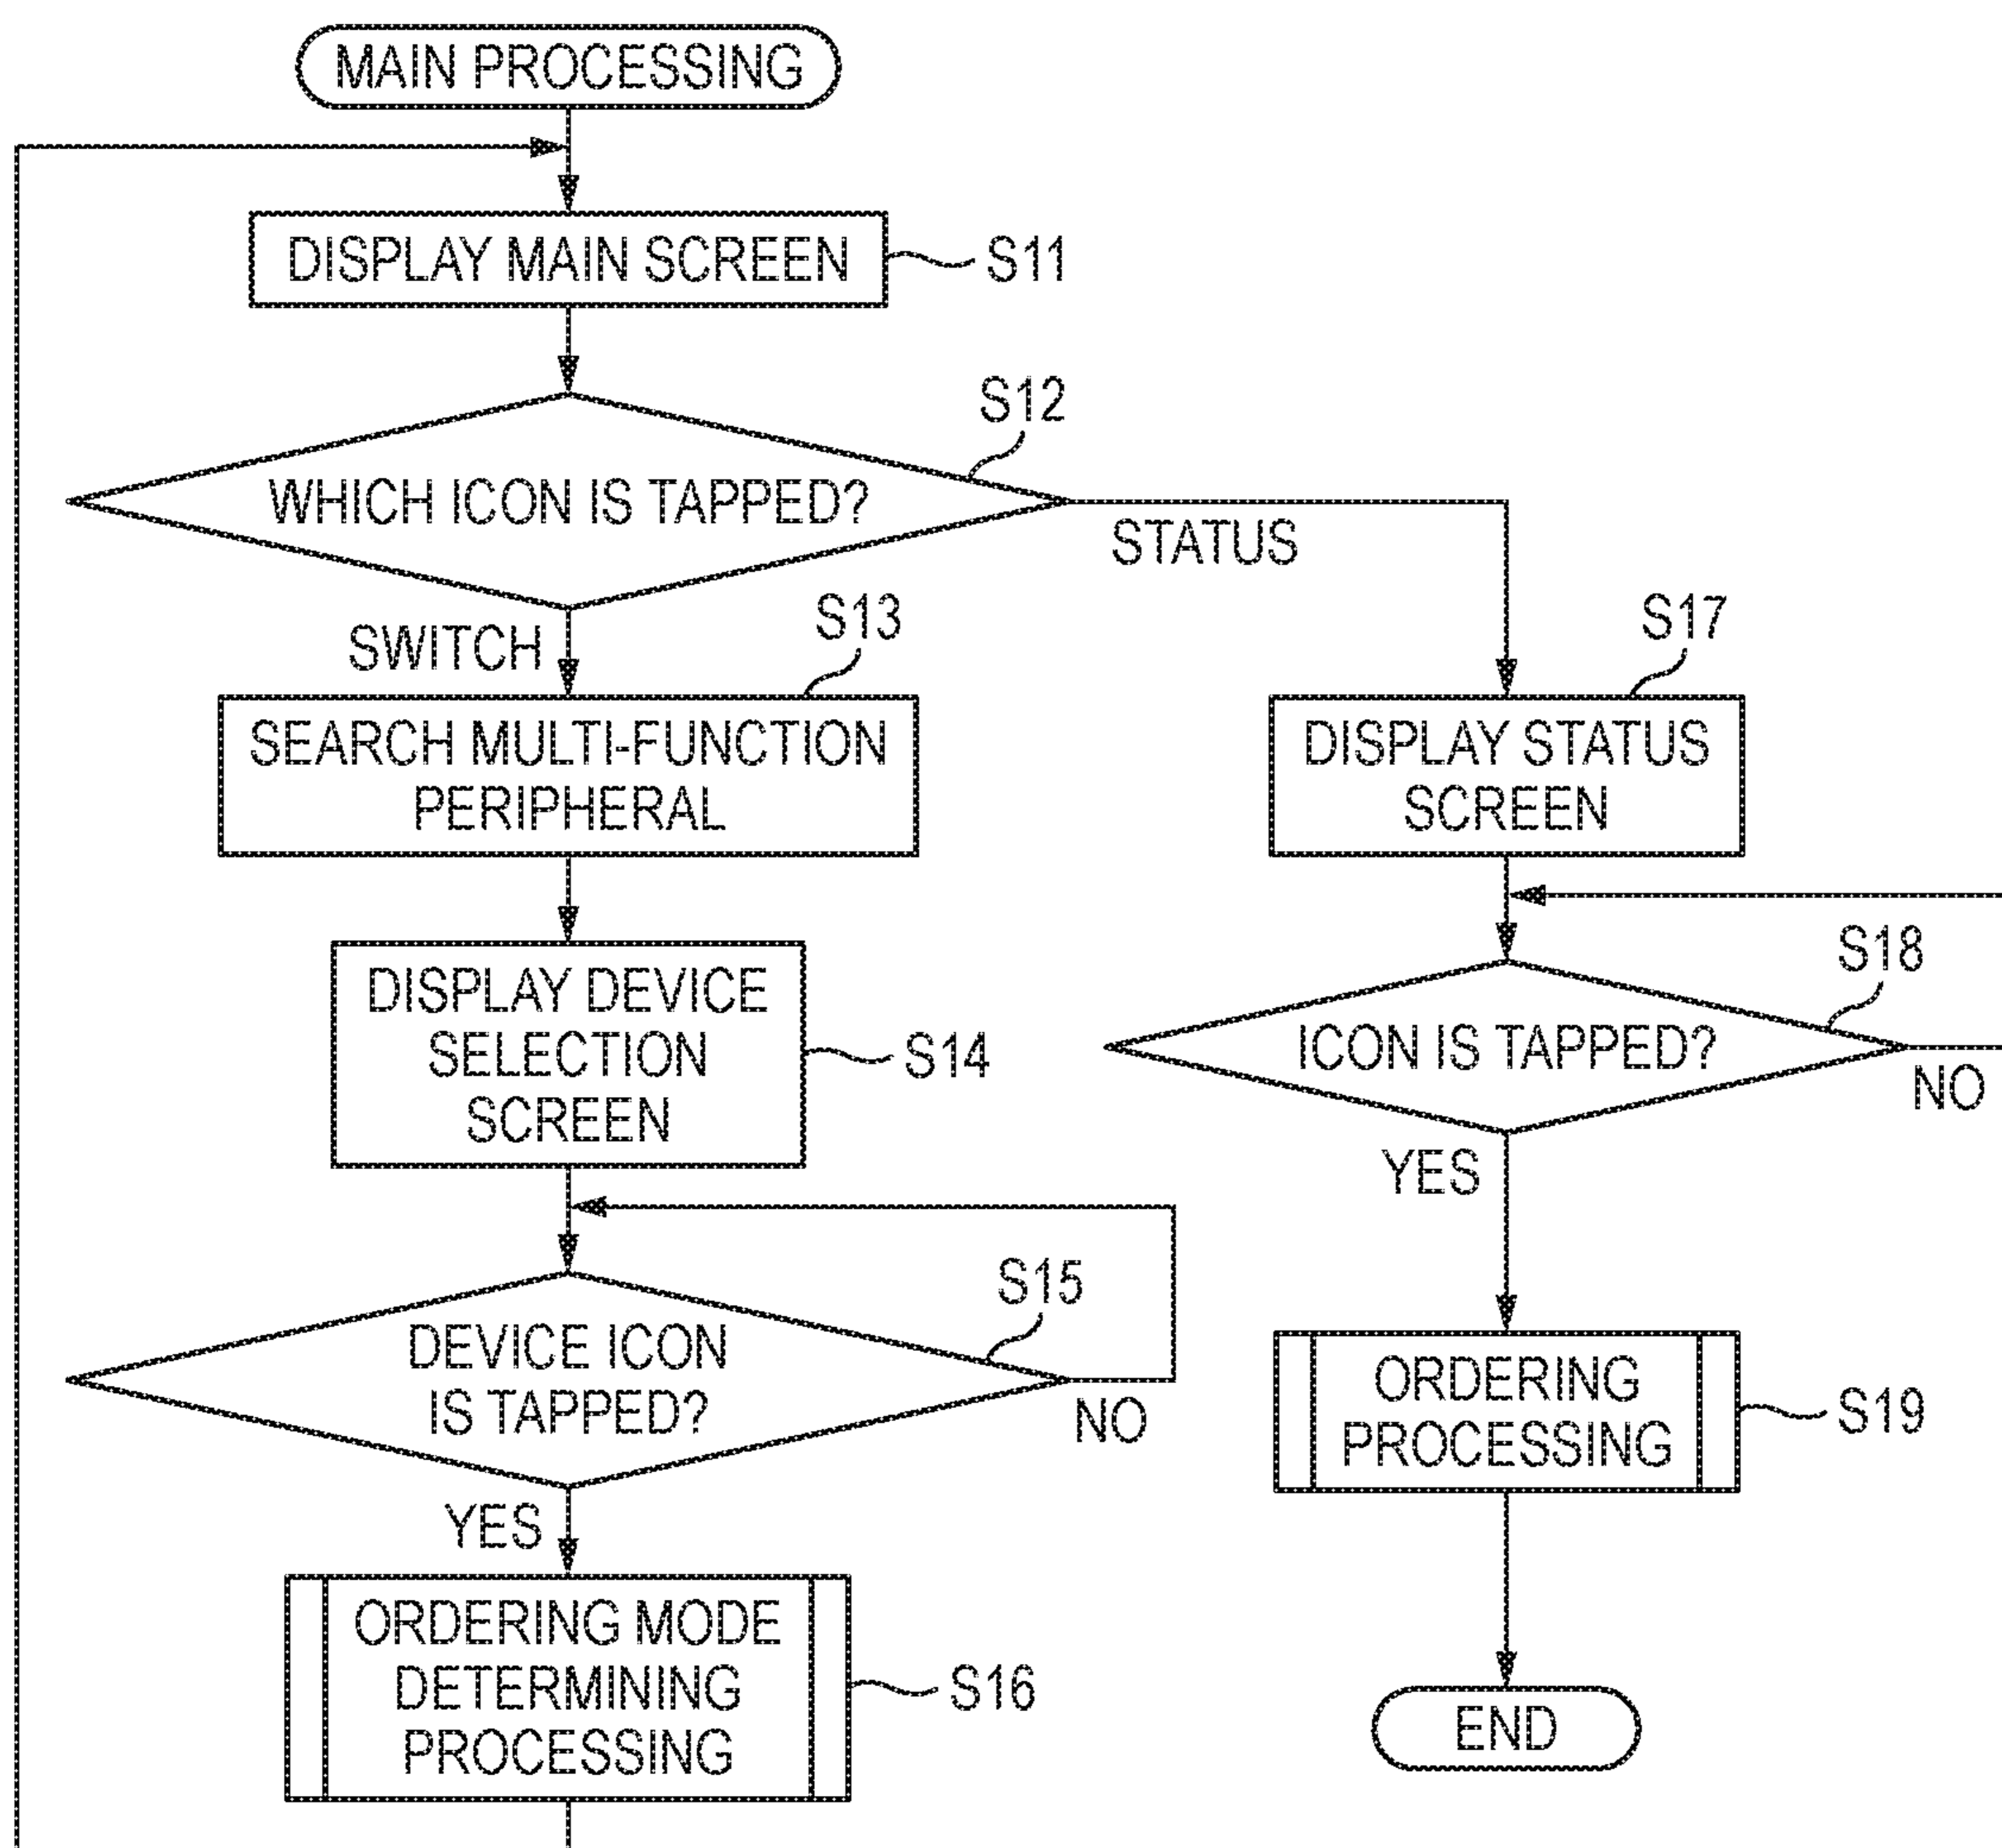 MAIN PROCESSING
DISPLAY MAIN SCREEN
S11
S12
WHICH ICON IS TAPPED?
STATUS
SWITCH
S13
SEARCH MULTI-FUNCTION
PERIPHERAL
S17
DISPLAY STATUS
SCREEN
DISPLAY DEVICE
SELECTION
SCREEN
S14
S18
ICON IS TAPPED?
NO
YES
S15
DEVICE ICON
IS TAPPED?
NO
YES
ORDERING
PROCESSING
S19
ORDERING MODE
DETERMINING
PROCESSING
S16
END